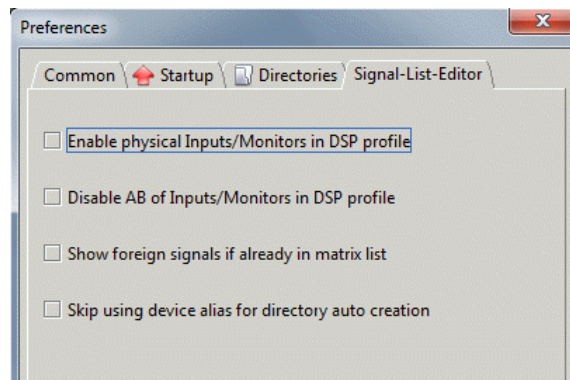 Preferences
Common Startup Directories Signal-List-Editor
Enable physical Inputs/Monitors in DSP profile
Disable AB of Inputs/Monitors in DSP profile
Show foreign signals if already in matrix list
Skip using device alias for directory auto creation